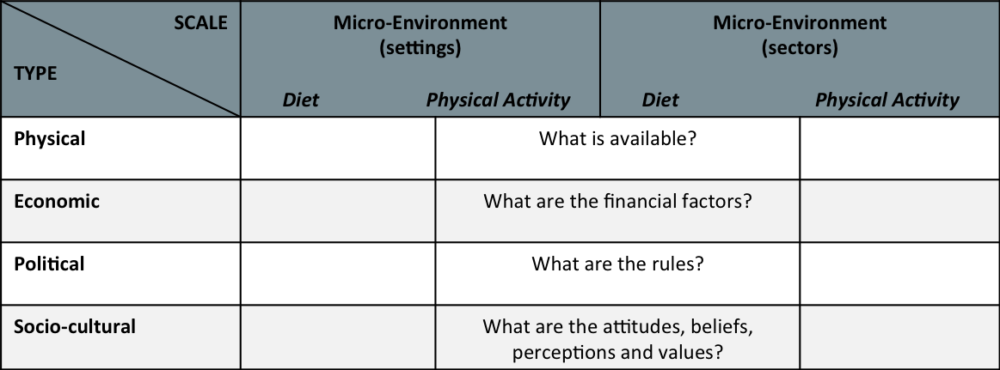 SCALE
TYPE
Micro-Environment
(settings)
Diet Physical Activity
Micro-Environment
(sectors)
Diet Physical Activity
Physical What is available?
Economic What are the financial factors?
Political What are the rules?
Socio-cultural What are the attitudes, beliefs,
perceptions and values?